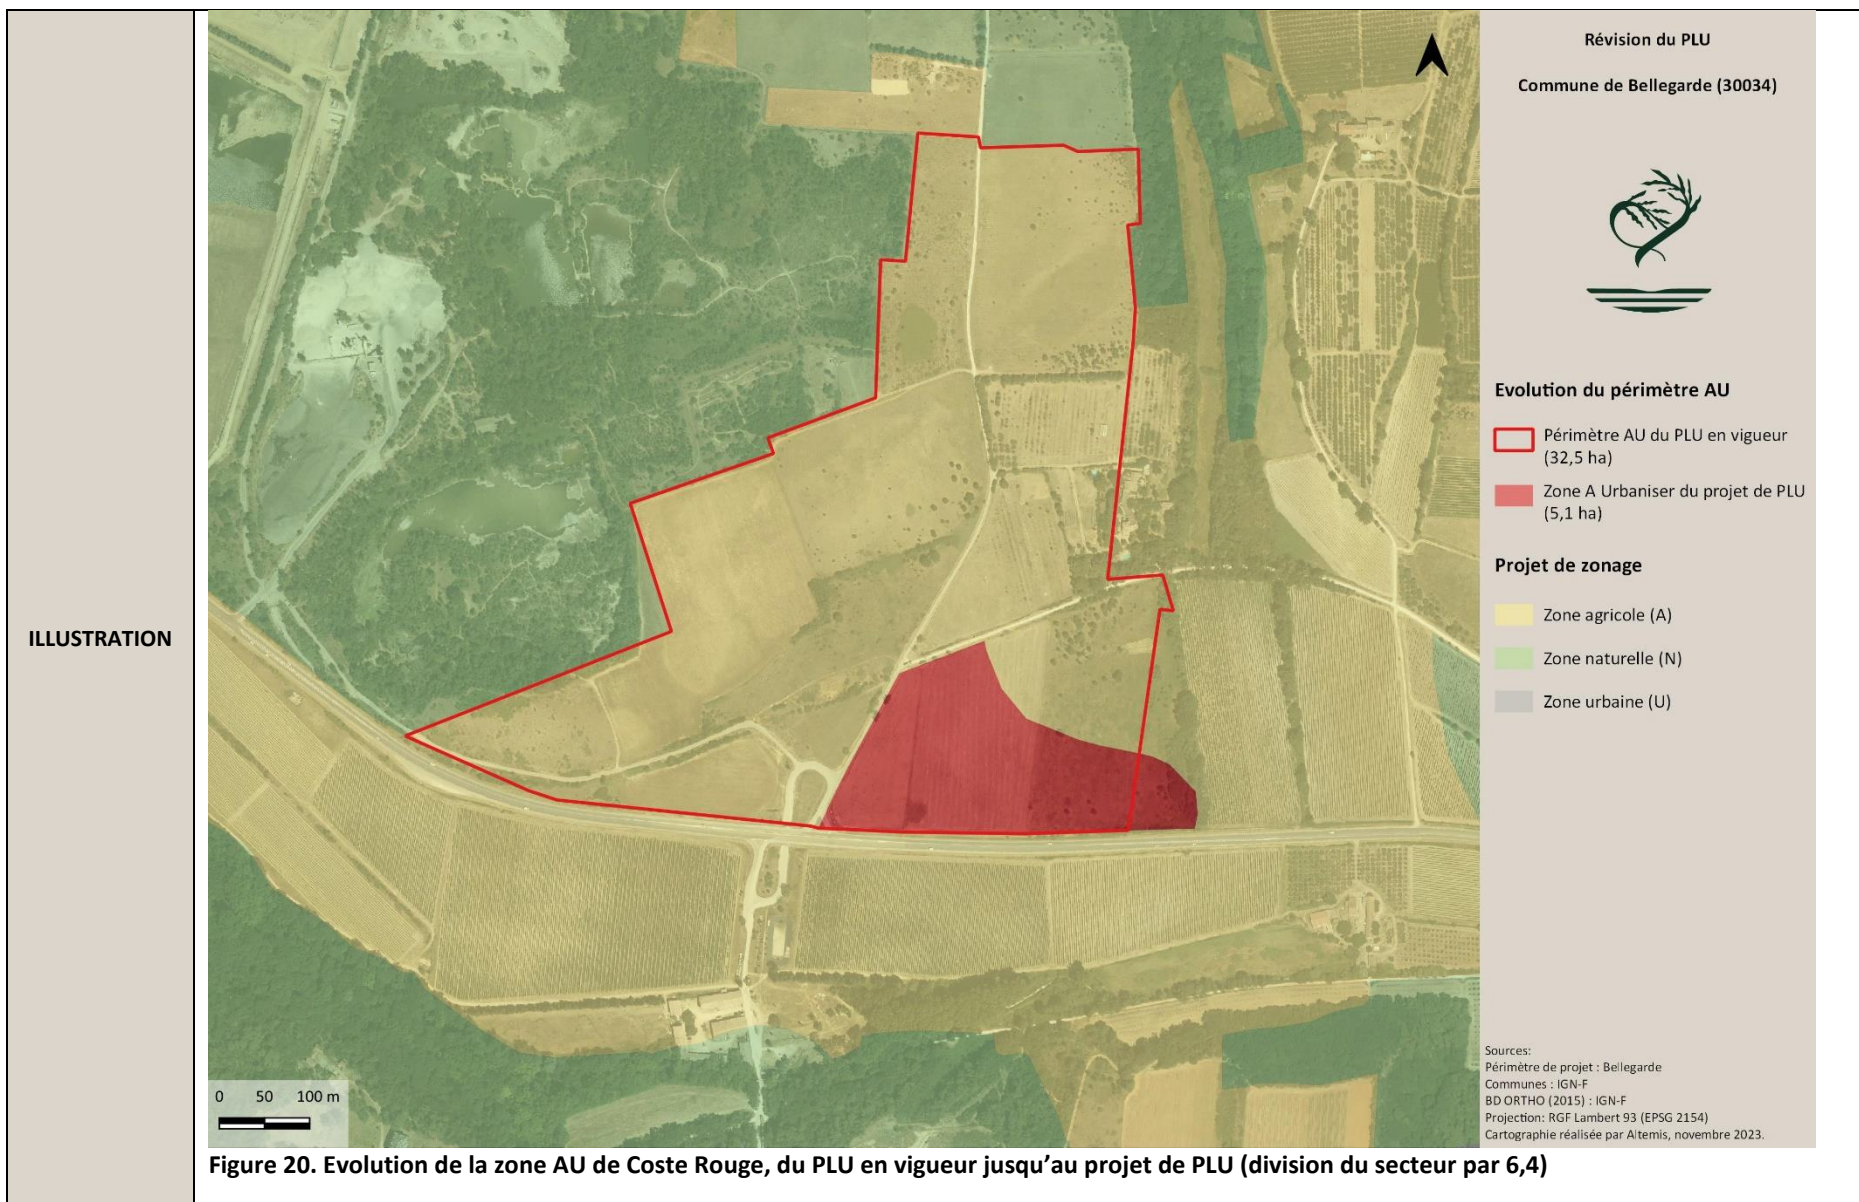 ILLUSTRATION
Révision du PLU
Commune de Bellegarde (30034)
Evolution du périmètre AU
Périmètre AU du PLU en vigueur
(32,5 ha)
Zone A Urbaniser du projet de PLU
(5,1 ha)
Projet de zonage
Zone agricole (A)
Zone naturelle (N)
Zone urbaine (U)
Sources:
Périmètre de projet : Bellegarde
Communes : IGN-F
BD ORTHO (2015) : IGN-F
Projection: RGF Lambert 93 (EPSG 2154)
Cartographie réalisée par Altemis, novembre 2023.
0 50 100 m
Figure 20. Evolution de la zone AU de Coste Rouge, du PLU en vigueur jusqu’au projet de PLU (division du secteur par 6,4)